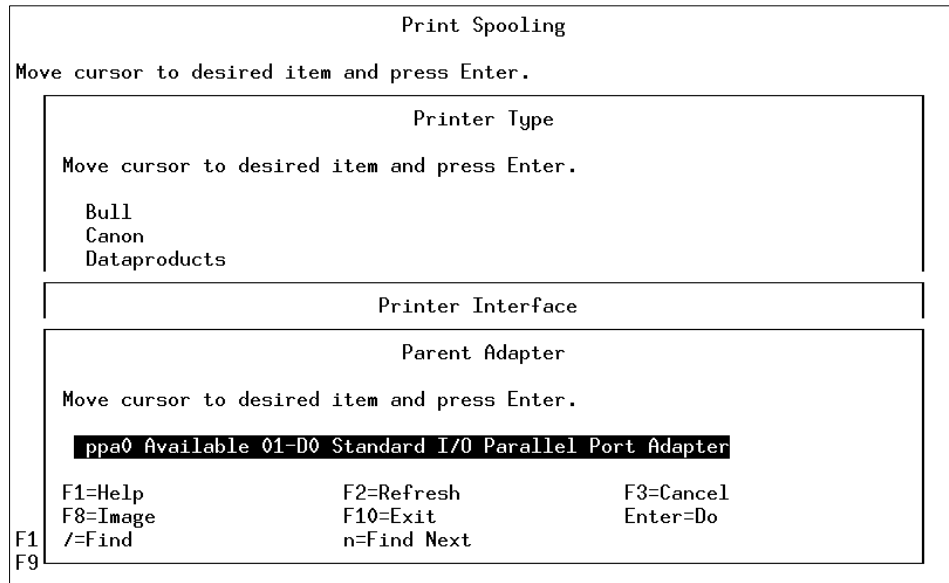 Print Spooling
Move cursor to desired item and press Enter.
Printer Type
Move cursor to desired item and press Enter.
Bull
Canon
Dataproducts
Printer Interface
Parent Adapter
Move cursor to desired item and press Enter.
ppa0 Available 01-D0 Standard I/O Parallel Port Adapter
F1=Help F2=Refresh F3=Cancel
F8=Image F10=Exit Enter=Do
F1 /=Find n=Find Next
F9